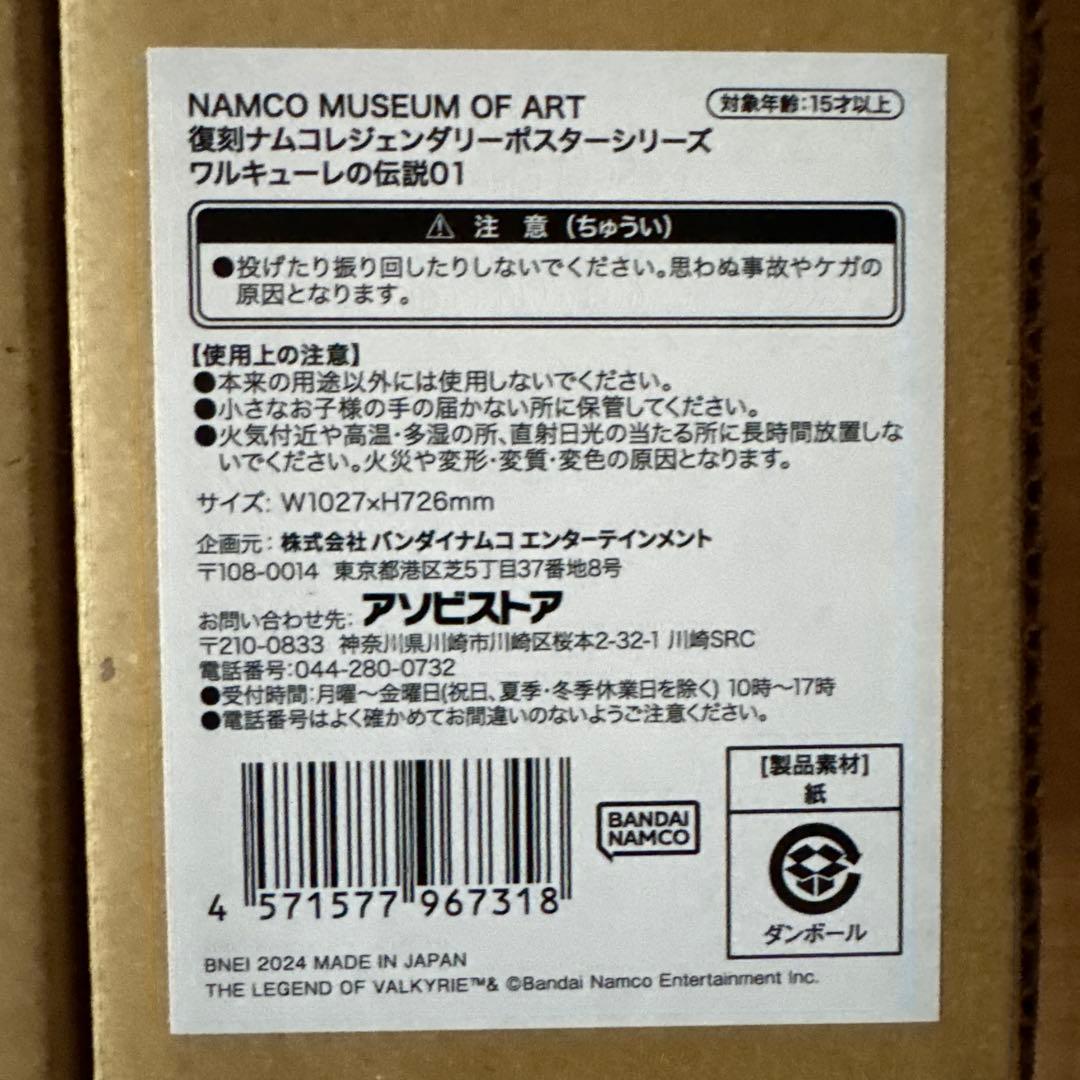 NAMCO MUSEUM OF ART
対象年齢:15才以上
復刻ナムコレジェンダリーポスターシリーズ
ワルキューレの伝説01
⚠ 注 意 (ちゅうい)
●投げたり振り回したりしないでください。思わぬ事故やケガの
原因となります。
【使用上の注意】
●本来の用途以外には使用しないでください。
●小さなお子様の手の届かない所に保管してください。
●火気付近や高温・多湿の所、直射日光の当たる所に長時間放置しな
いでください。火災や変形・変質・変色の原因となります。
サイズ: W1027×H726mm
企画元: 株式会社 バンダイナムコ エンターテインメント
〒108-0014 東京都港区芝5丁目37番地8号
お問い合わせ先: アソビストア
〒210-0833 神奈川県川崎市川崎区桜本2-32-1 川崎SRC
電話番号:044-280-0732
●受付時間:月曜~金曜日(祝日、夏季・冬季休業日を除く) 10時~17時
●電話番号はよく確かめてお間違いのないようご注意ください。
[製品素材]
紙
BANDAI
NAMCO
4 571577 967318
ダンボール
BNEI 2024 MADE IN JAPAN
THE LEGEND OF VALKYRIE™& ©Bandai Namco Entertainment Inc.